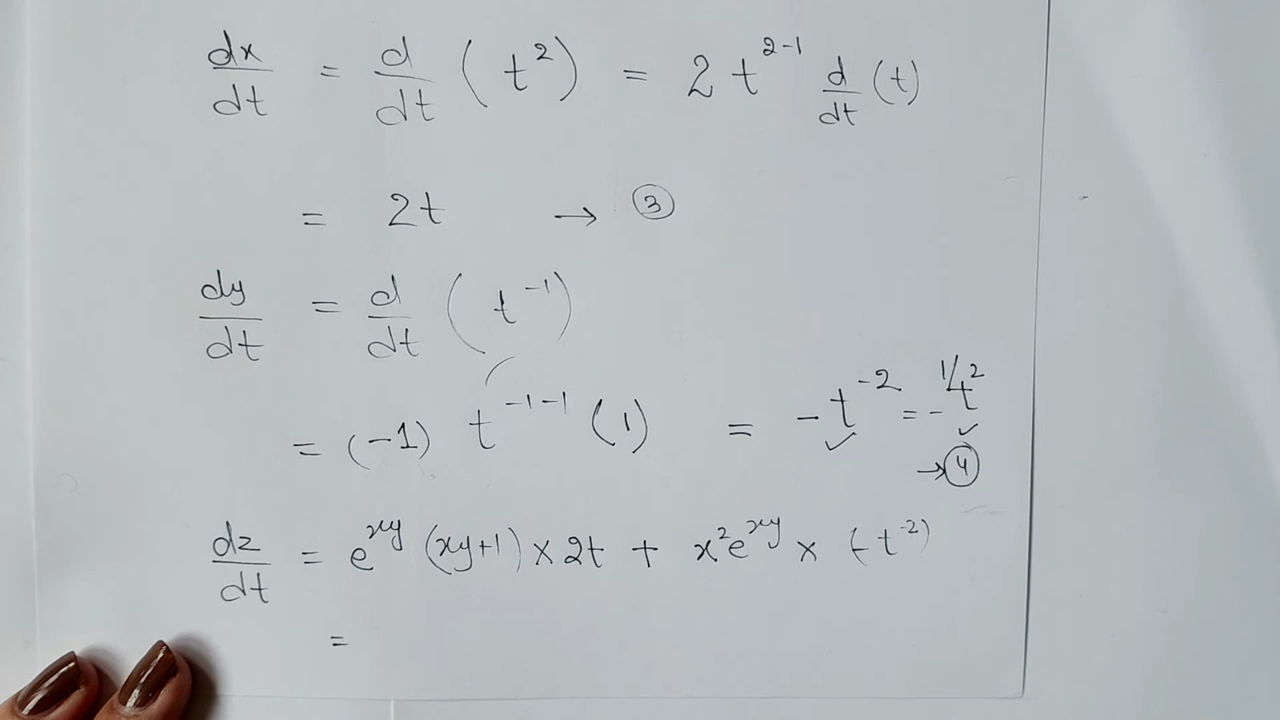 dx/dt = d/dt (t²) = 2 t²⁻¹ d/dt (t)
= 2t → ③
dy/dt = d/dt (t⁻¹)
= (-1) t⁻¹⁻¹ (1) = -t⁻² = -1/t² → ④
dz/dt = e^xy (xy+1) × 2t + x²e^xy × (-t⁻²)
=